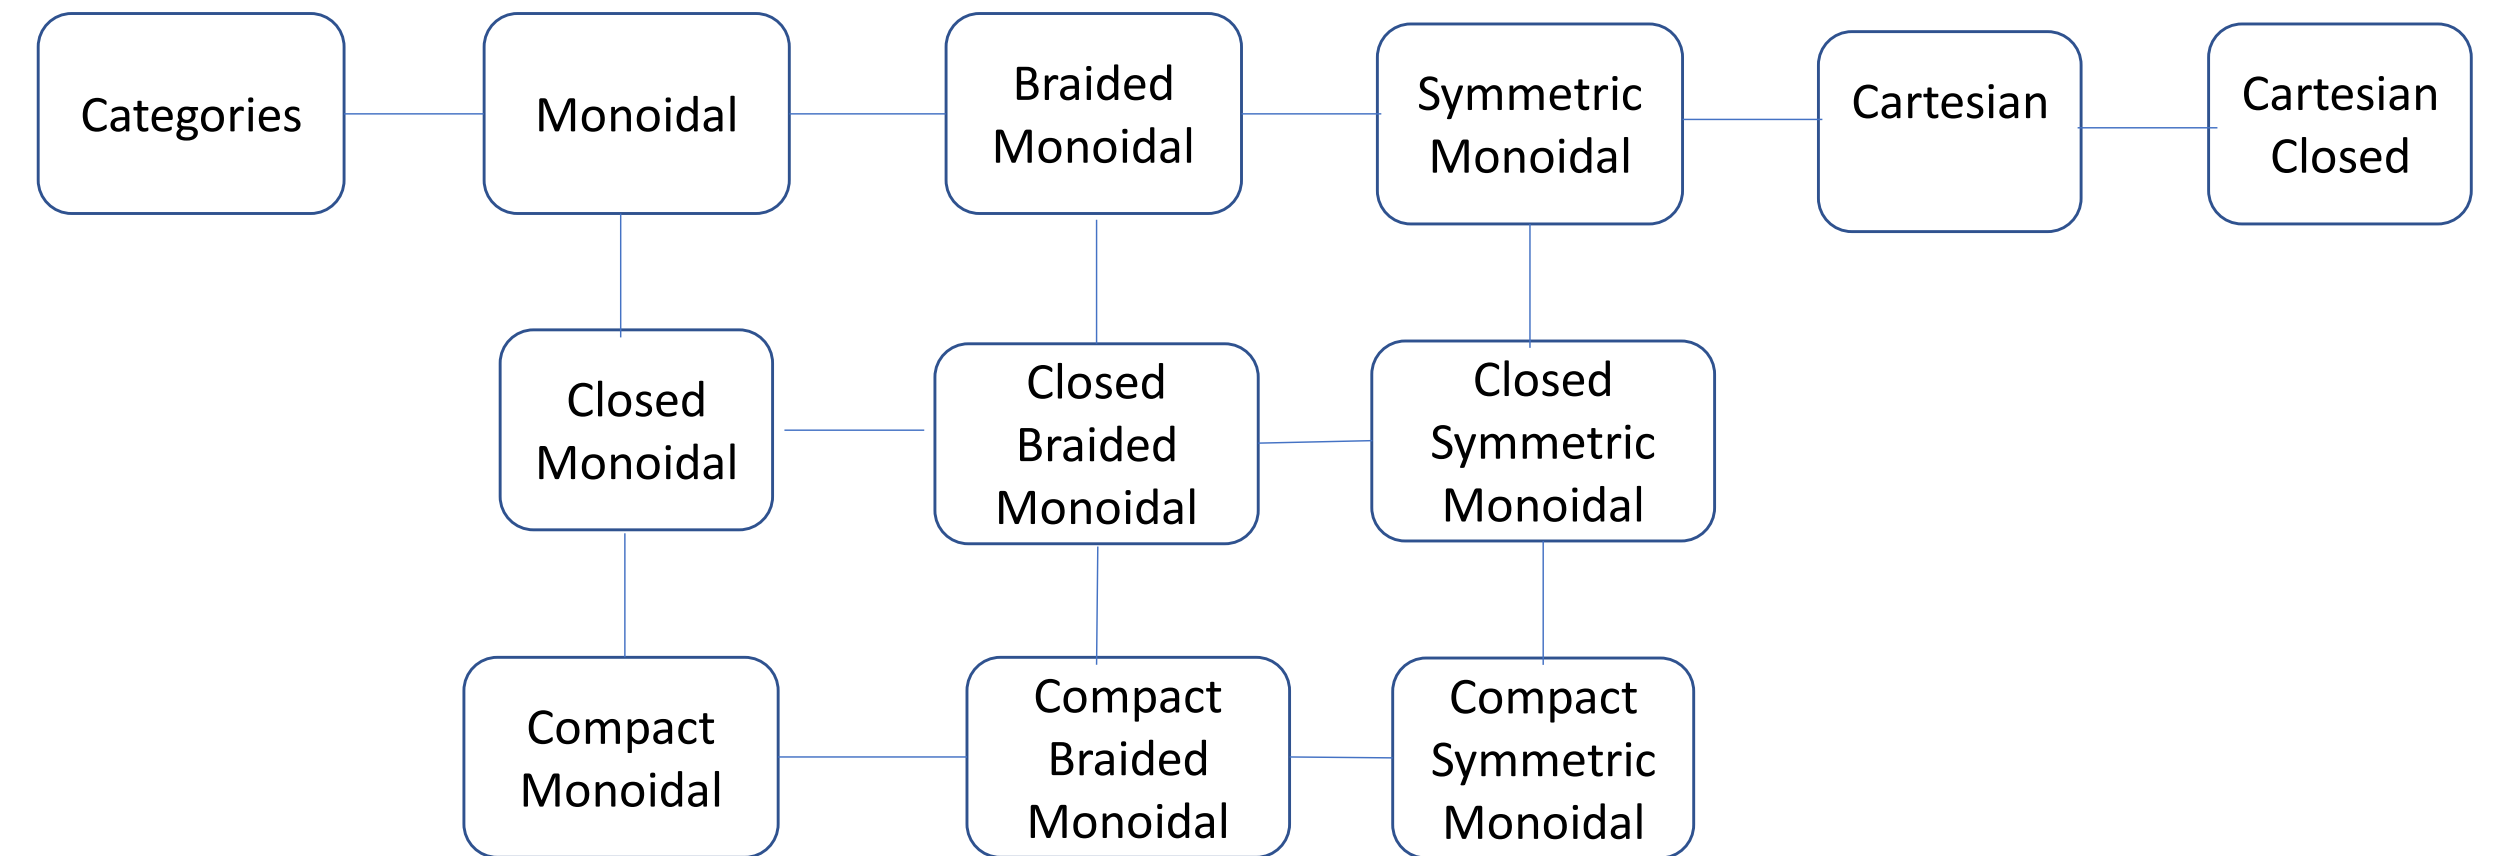 Categories
Monoidal
Braided
Monoidal
Symmetric
Monoidal
Cartesian
Cartesian
Closed
Closed
Monoidal
Closed
Braided
Monoidal
Closed
Symmetric
Monoidal
Compact
Monoidal
Compact
Braided
Monoidal
Compact
Symmetric
Monoidal